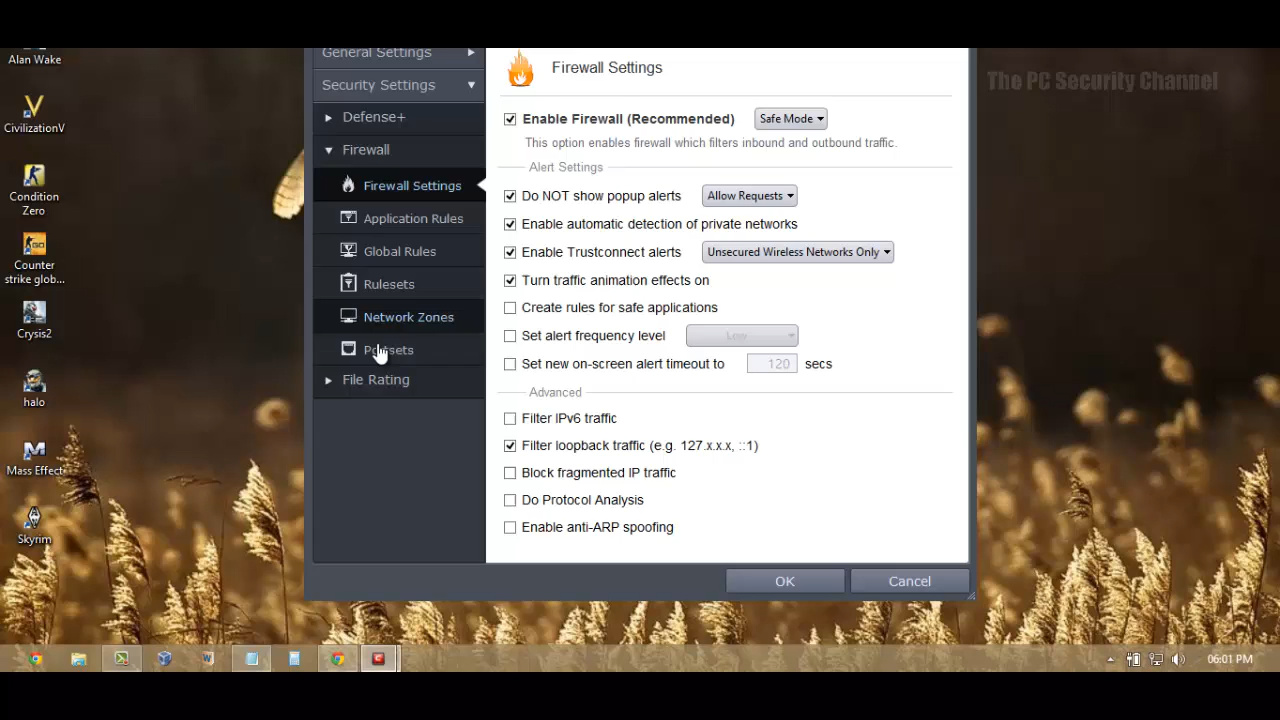 Alan Wake
CivilizationV
Condition
Zero
Counter
strike glob...
Crysis2
halo
Mass Effect
Skyrim
General Settings
Security Settings
Defense+
Firewall
Firewall Settings
Application Rules
Global Rules
Rulesets
Network Zones
Portsets
File Rating
Firewall Settings
Enable Firewall (Recommended) Safe Mode
This option enables firewall which filters inbound and outbound traffic.
Alert Settings
Do NOT show popup alerts Allow Requests
Enable automatic detection of private networks
Enable Trustconnect alerts Unsecured Wireless Networks Only
Turn traffic animation effects on
Create rules for safe applications
Set alert frequency level Low
Set new on-screen alert timeout to 120 secs
Advanced
Filter IPv6 traffic
Filter loopback traffic (e.g. 127.x.x.x, ::1)
Block fragmented IP traffic
Do Protocol Analysis
Enable anti-ARP spoofing
OK Cancel
The PC Security Channel
06:01 PM